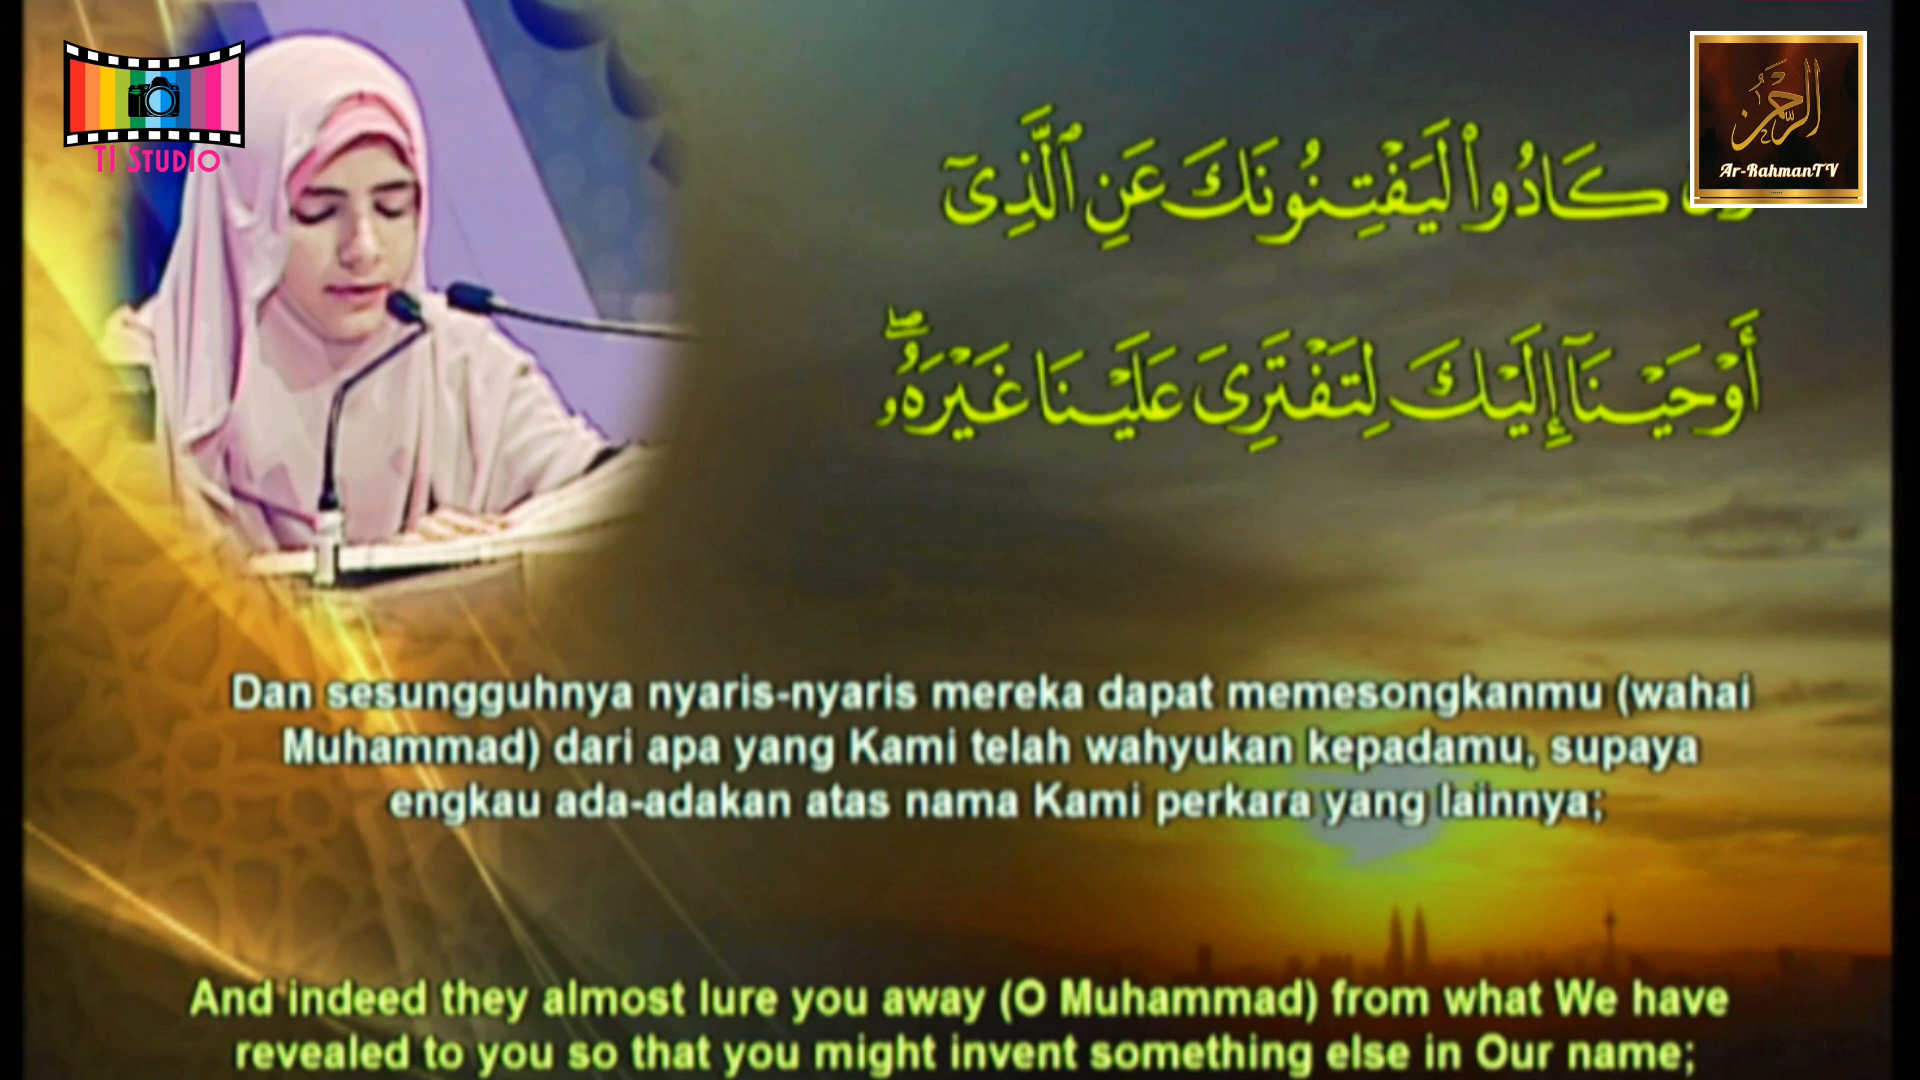 TI STUDIO
الرحمن
Ar-RahmanTV
كَادُوا۟ لَيَفْتِنُونَكَ عَنِ ٱلَّذِىٓ
أَوْحَيْنَآ إِلَيْكَ لِتَفْتَرِىَ عَلَيْنَا غَيْرَهُۥۖ
Dan sesungguhnya nyaris-nyaris mereka dapat memesongkanmu (wahai
Muhammad) dari apa yang Kami telah wahyukan kepadamu, supaya
engkau ada-adakan atas nama Kami perkara yang lainnya;
And indeed they almost lure you away (O Muhammad) from what We have
revealed to you so that you might invent something else in Our name;